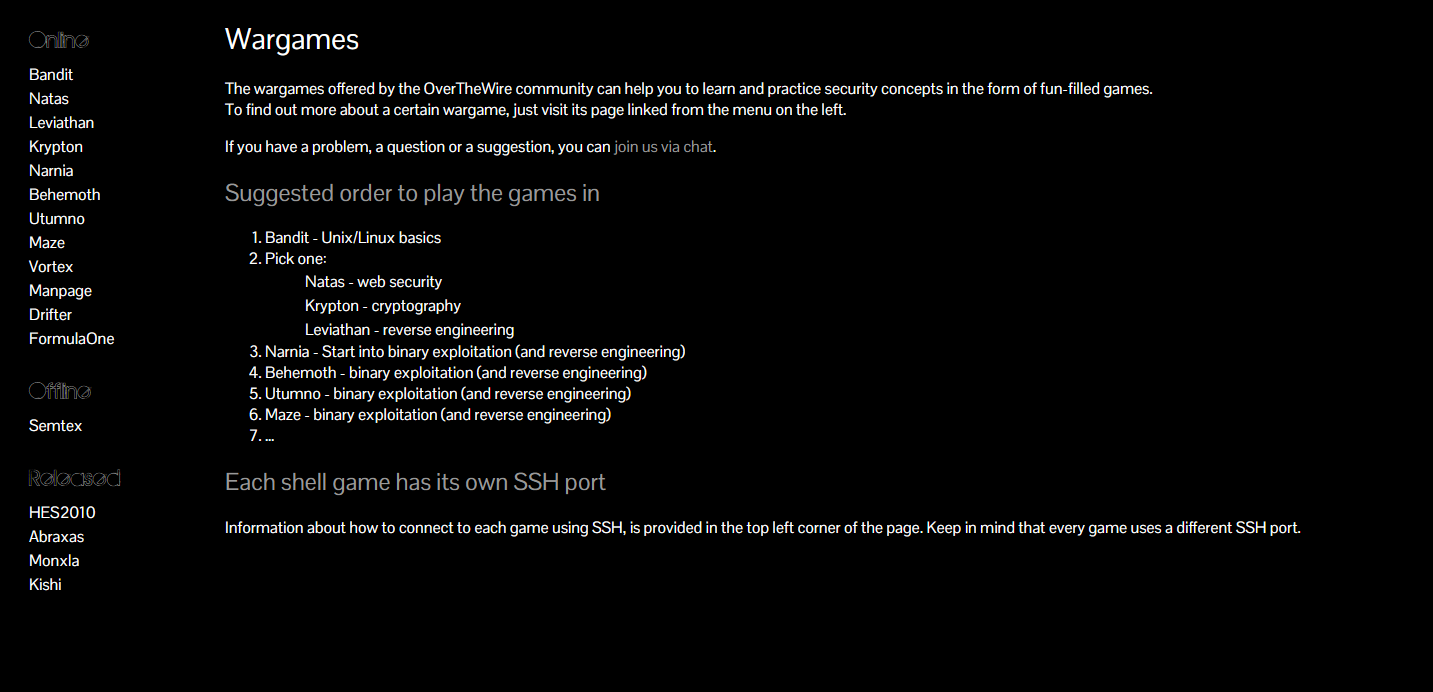 Online
Bandit
Natas
Leviathan
Krypton
Narnia
Behemoth
Utumno
Maze
Vortex
Manpage
Drifter
FormulaOne
Offline
Semtex
Released
HES2010
Abraxas
Monxla
Kishi
Wargames
The wargames offered by the OverTheWire community can help you to learn and practice security concepts in the form of fun-filled games.
To find out more about a certain wargame, just visit its page linked from the menu on the left.
If you have a problem, a question or a suggestion, you can join us via chat.
Suggested order to play the games in
1. Bandit - Unix/Linux basics
2. Pick one:
Natas - web security
Krypton - cryptography
Leviathan - reverse engineering
3. Narnia - Start into binary exploitation (and reverse engineering)
4. Behemoth - binary exploitation (and reverse engineering)
5. Utumno - binary exploitation (and reverse engineering)
6. Maze - binary exploitation (and reverse engineering)
7. ...
Each shell game has its own SSH port
Information about how to connect to each game using SSH, is provided in the top left corner of the page. Keep in mind that every game uses a different SSH port.